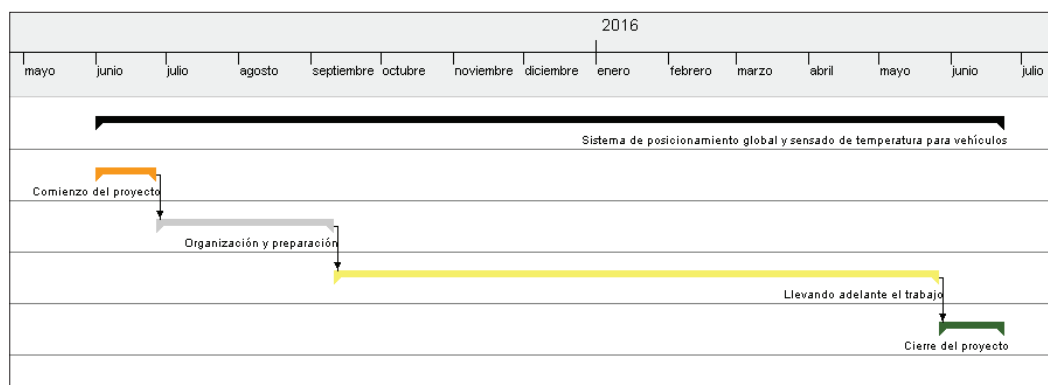 2016
mayo junio julio agosto septiembre octubre noviembre diciembre enero febrero marzo abril mayo junio julio
Sistema de posicionamiento global y sensado de temperatura para vehículos
Comienzo del proyecto
Organización y preparación
Llevando adelante el trabajo
Cierre del proyecto